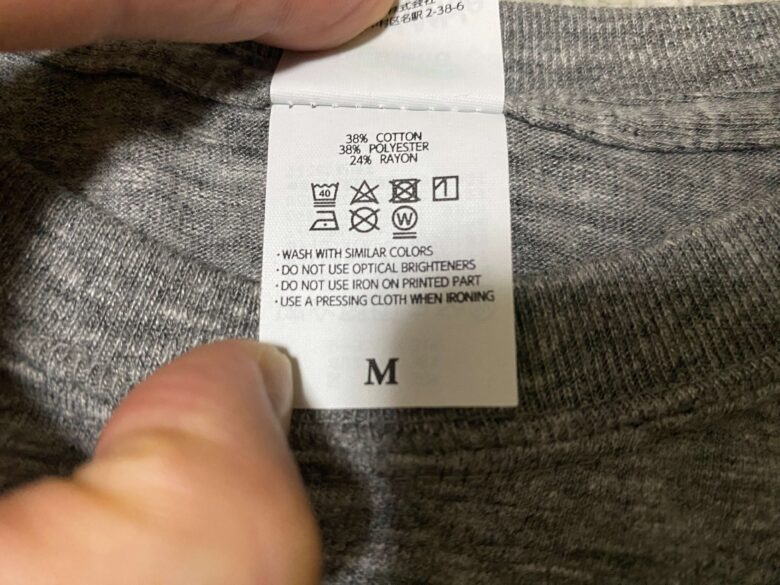 2-38-6
38% COTTON
38% POLYESTER
24% RAYON
40
W
·WASH WITH SIMILAR COLORS
·DO NOT USE OPTICAL BRIGHTENERS
·DO NOT USE IRON ON PRINTED PART
·USE A PRESSING CLOTH WHEN IRONING
M